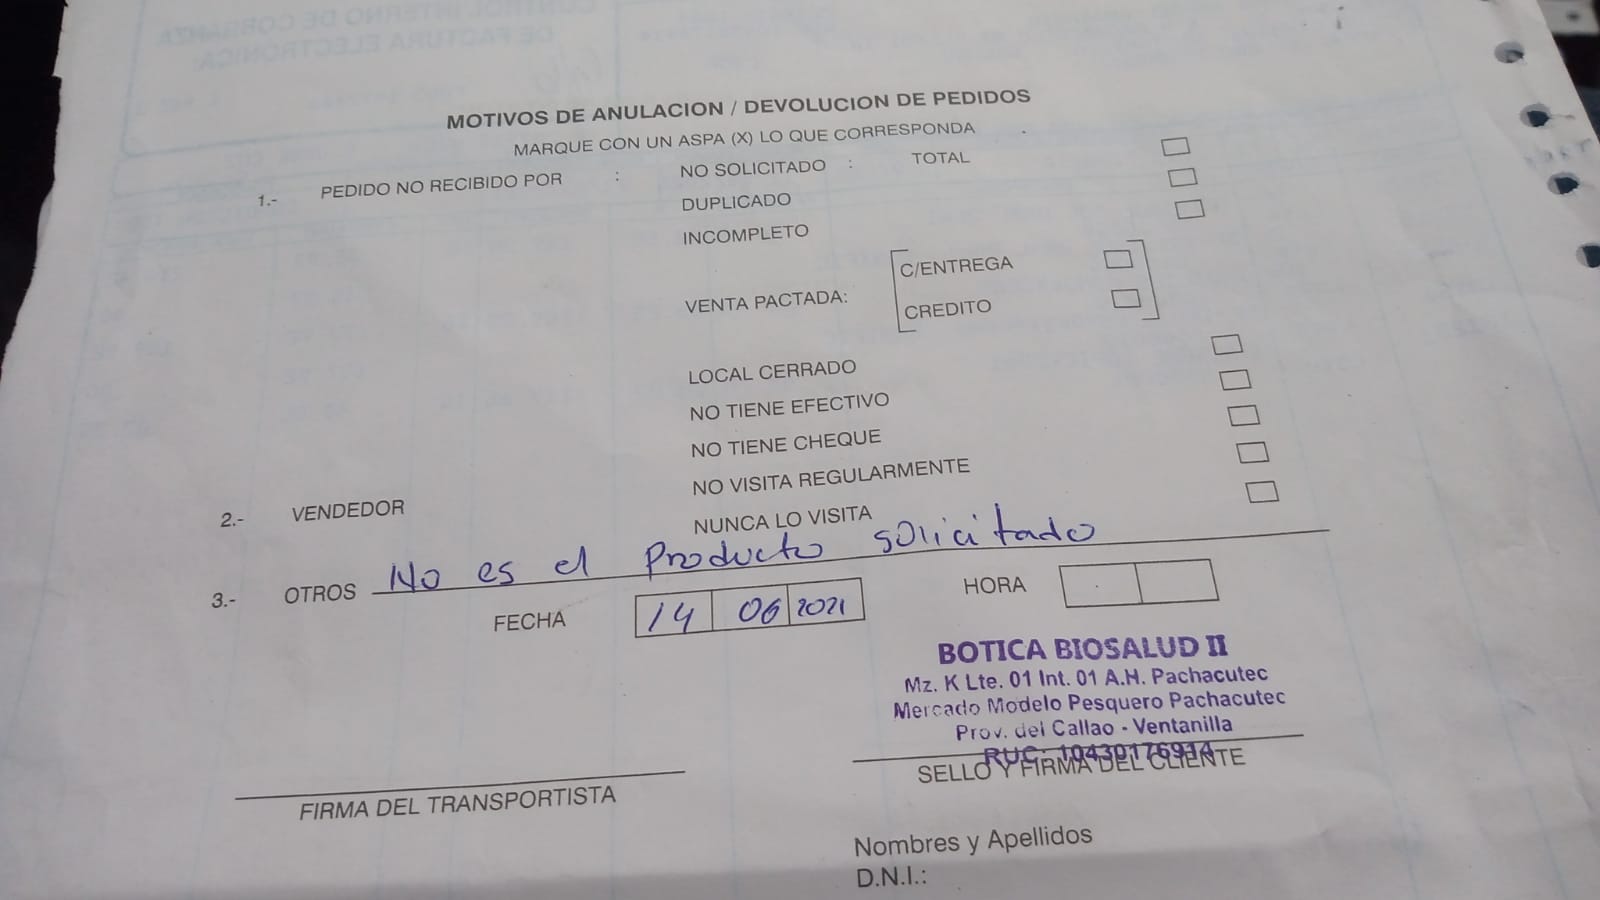 MOTIVOS DE ANULACION / DEVOLUCION DE PEDIDOS
MARQUE CON UN ASPA (X) LO QUE CORRESPONDA
1.- PEDIDO NO RECIBIDO POR : NO SOLICITADO : TOTAL
DUPLICADO
INCOMPLETO
VENTA PACTADA: C/ENTREGA
CREDITO
LOCAL CERRADO
NO TIENE EFECTIVO
NO TIENE CHEQUE
2.- VENDEDOR NO VISITA REGULARMENTE
NUNCA LO VISITA
3.- OTROS No es el Producto solicitado
FECHA 14 06 2021 HORA
BOTICA BIOSALUD II
Mz. K Lte. 01 Int. 01 A.H. Pachacutec
Mercado Modelo Pesquero Pachacutec
Prov. del Callao - Ventanilla
RUC: 10430176914
FIRMA DEL TRANSPORTISTA
SELLO Y FIRMA DEL CLIENTE
Nombres y Apellidos
D.N.I.: